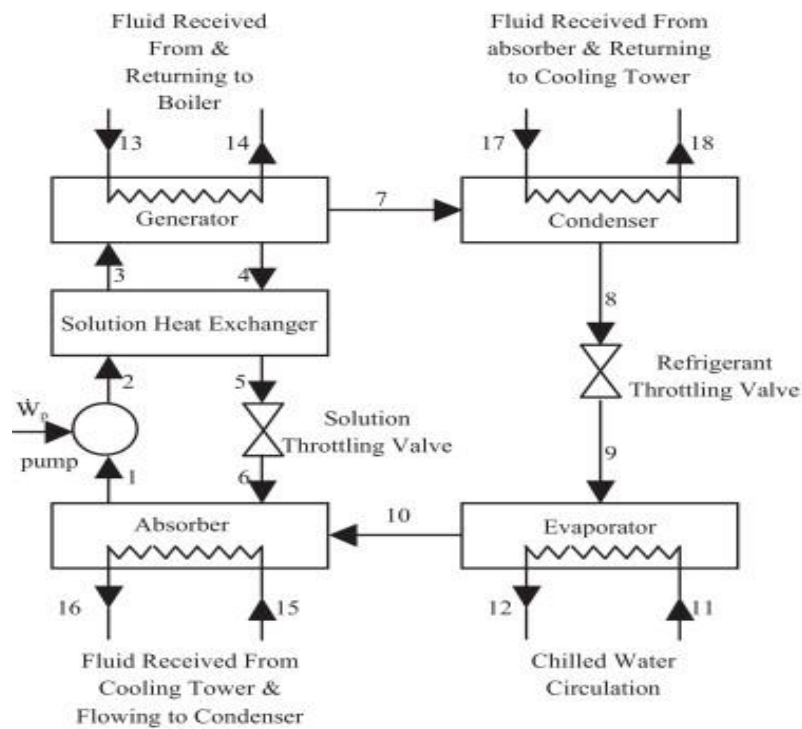 Fluid Received
From &
Returning to
Boiler
Fluid Received From
absorber & Returning
to Cooling Tower
13
14
17
18
Generator
7
Condenser
3
4
8
Solution Heat Exchanger
2
5
Refrigerant
Throttling Valve
Ẇp
Solution
Throttling Valve
pump
1
6
9
Absorber
10
Evaporator
16
15
12
11
Fluid Received From
Cooling Tower &
Flowing to Condenser
Chilled Water
Circulation